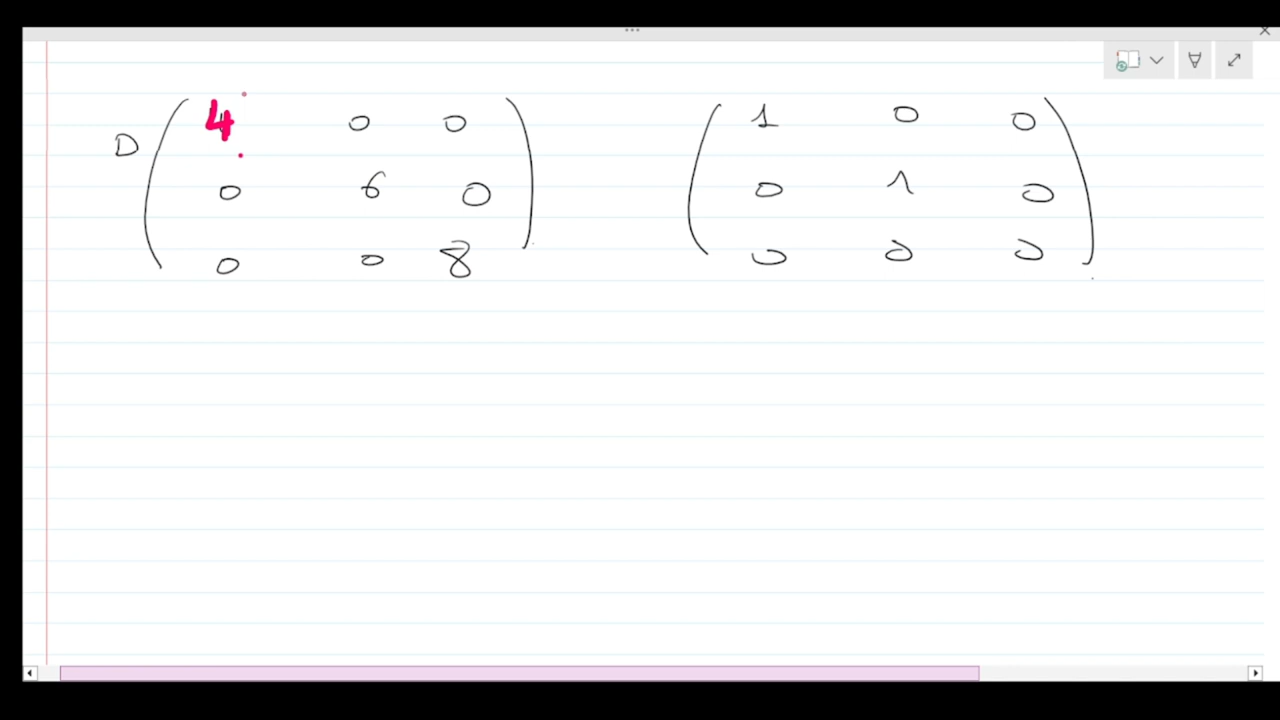 D ( 4 0 0 ) ( 1 0 0 )
( 0 6 0 ) ( 0 1 0 )
( 0 0 8 ) ( 0 0 0 )